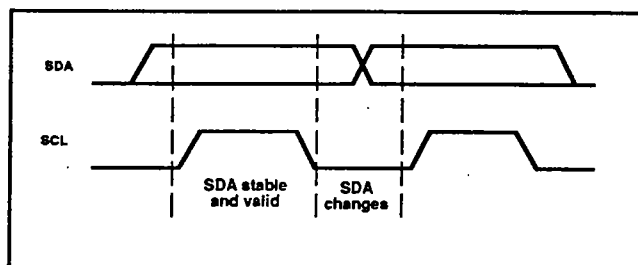 SDA
SCL
SDA stable
and valid
SDA
changes